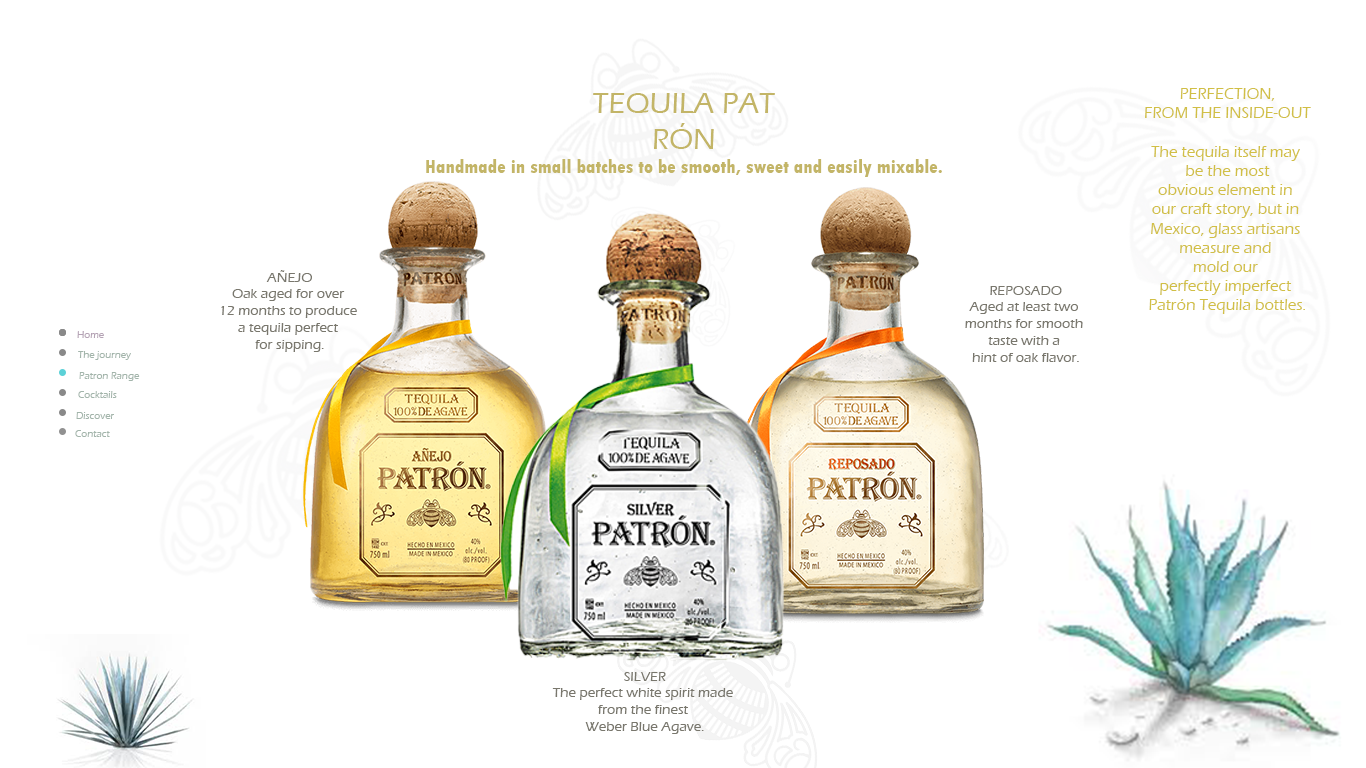 TEQUILA PAT
RÓN
Handmade in small batches to be smooth, sweet and easily mixable.
PERFECTION,
FROM THE INSIDE-OUT
The tequila itself may
be the most
obvious element in
our craft story, but in
Mexico, glass artisans
measure and
mold our
perfectly imperfect
Patrón Tequila bottles.
Home
The journey
Patron Range
Cocktails
Discover
Contact
AÑEJO
Oak aged for over
12 months to produce
a tequila perfect
for sipping.
PATRÓN
TEQUILA
100% DE AGAVE
AÑEJO
PATRÓN.
750 ml
HECHO EN MEXICO
MADE IN MEXICO
40%
alc./vol.
(80 PROOF)
PATRÓN
TEQUILA
100% DE AGAVE
SILVER
PATRÓN.
750 ml
HECHO EN MEXICO
MADE IN MEXICO
40%
alc./vol.
(80 PROOF)
PATRÓN
TEQUILA
100% DE AGAVE
REPOSADO
PATRÓN.
750 ml
HECHO EN MEXICO
MADE IN MEXICO
40%
alc./vol.
(80 PROOF)
REPOSADO
Aged at least two
months for smooth
taste with a
hint of oak flavor.
SILVER
The perfect white spirit made
from the finest
Weber Blue Agave.